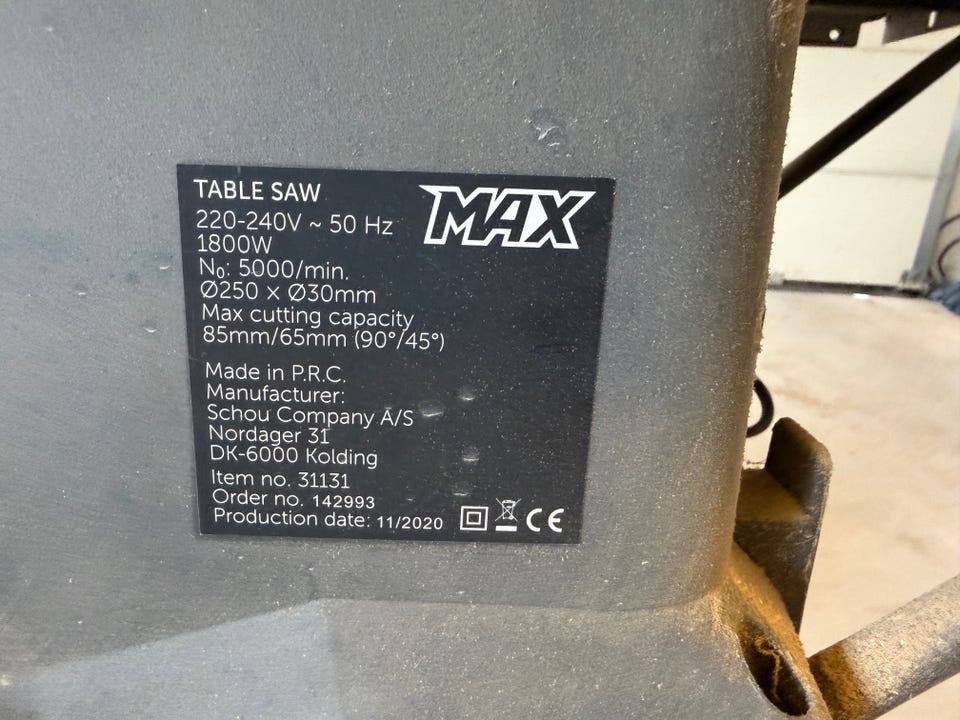 TABLE SAW
MAX
220-240V ~ 50 Hz
1800W
N₀: 5000/min.
Ø250 x Ø30mm
Max cutting capacity
85mm/65mm (90°/45°)
Made in P.R.C.
Manufacturer:
Schou Company A/S
Nordager 31
DK-6000 Kolding
Item no. 31131
Order no. 142993
Production date: 11/2020 CE